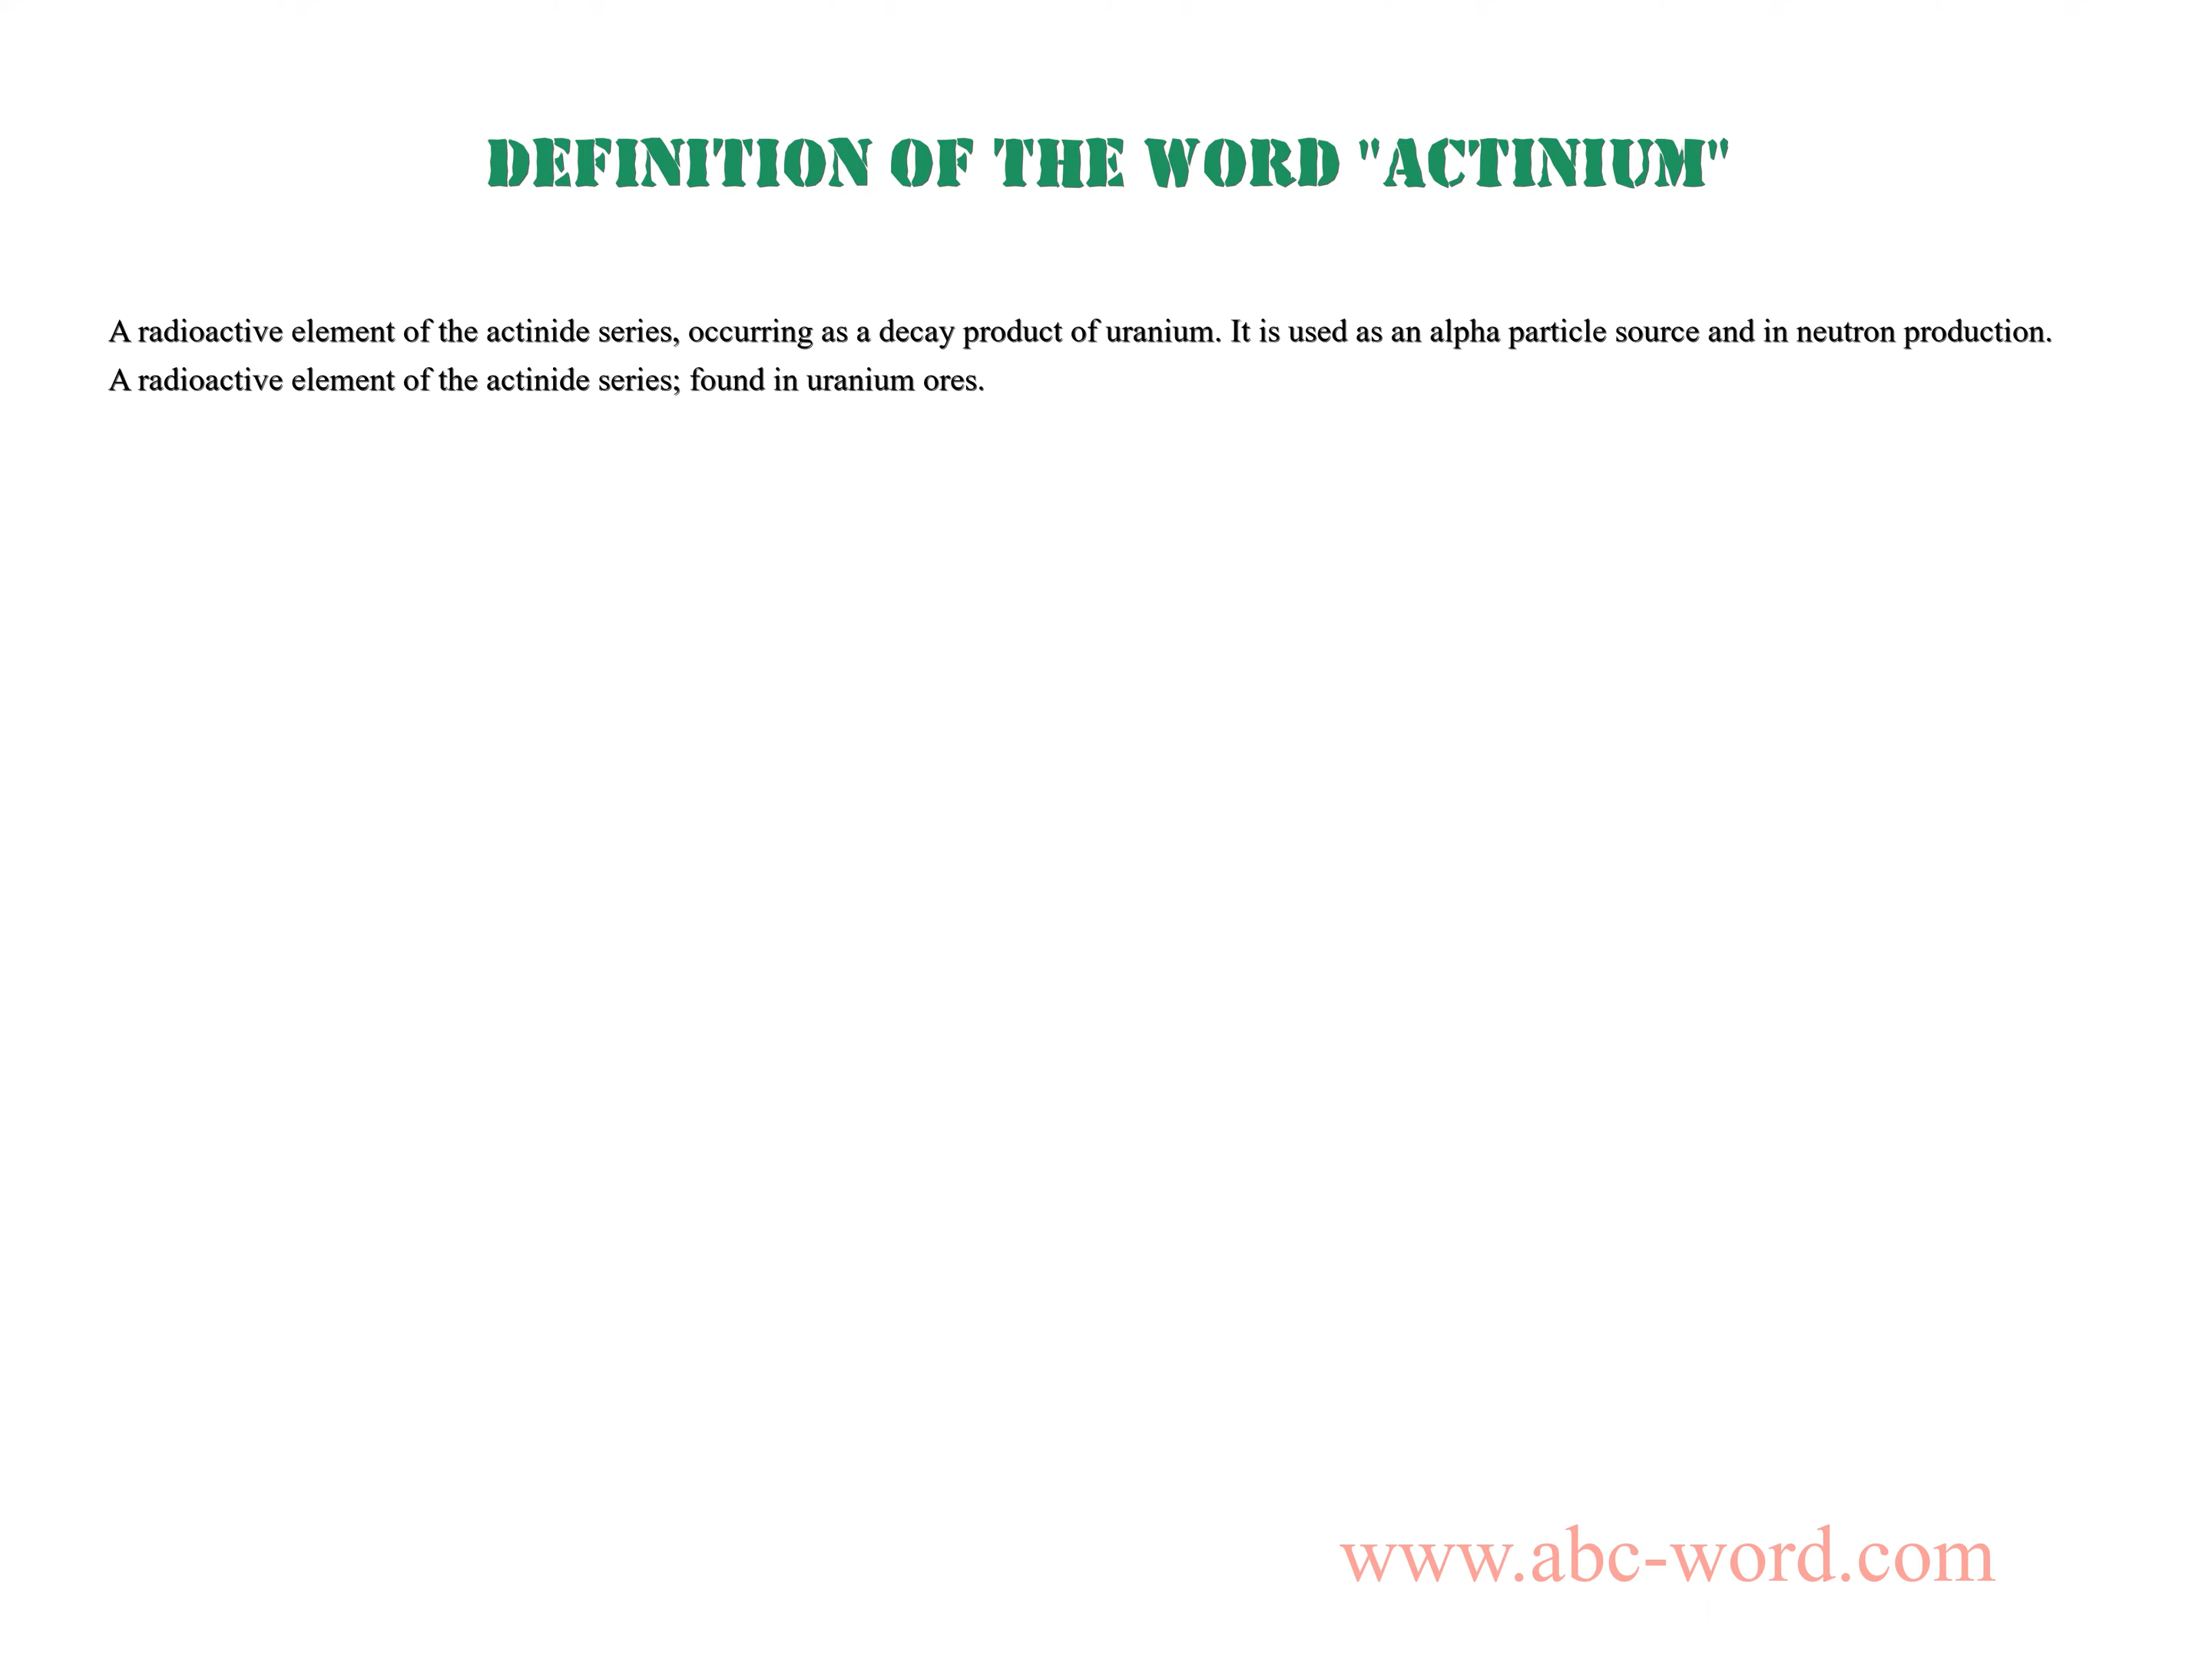 DEFINITION OF THE WORD "ACTINIUM"
A radioactive element of the actinide series, occurring as a decay product of uranium. It is used as an alpha particle source and in neutron production.
A radioactive element of the actinide series; found in uranium ores.
www.abc-word.com